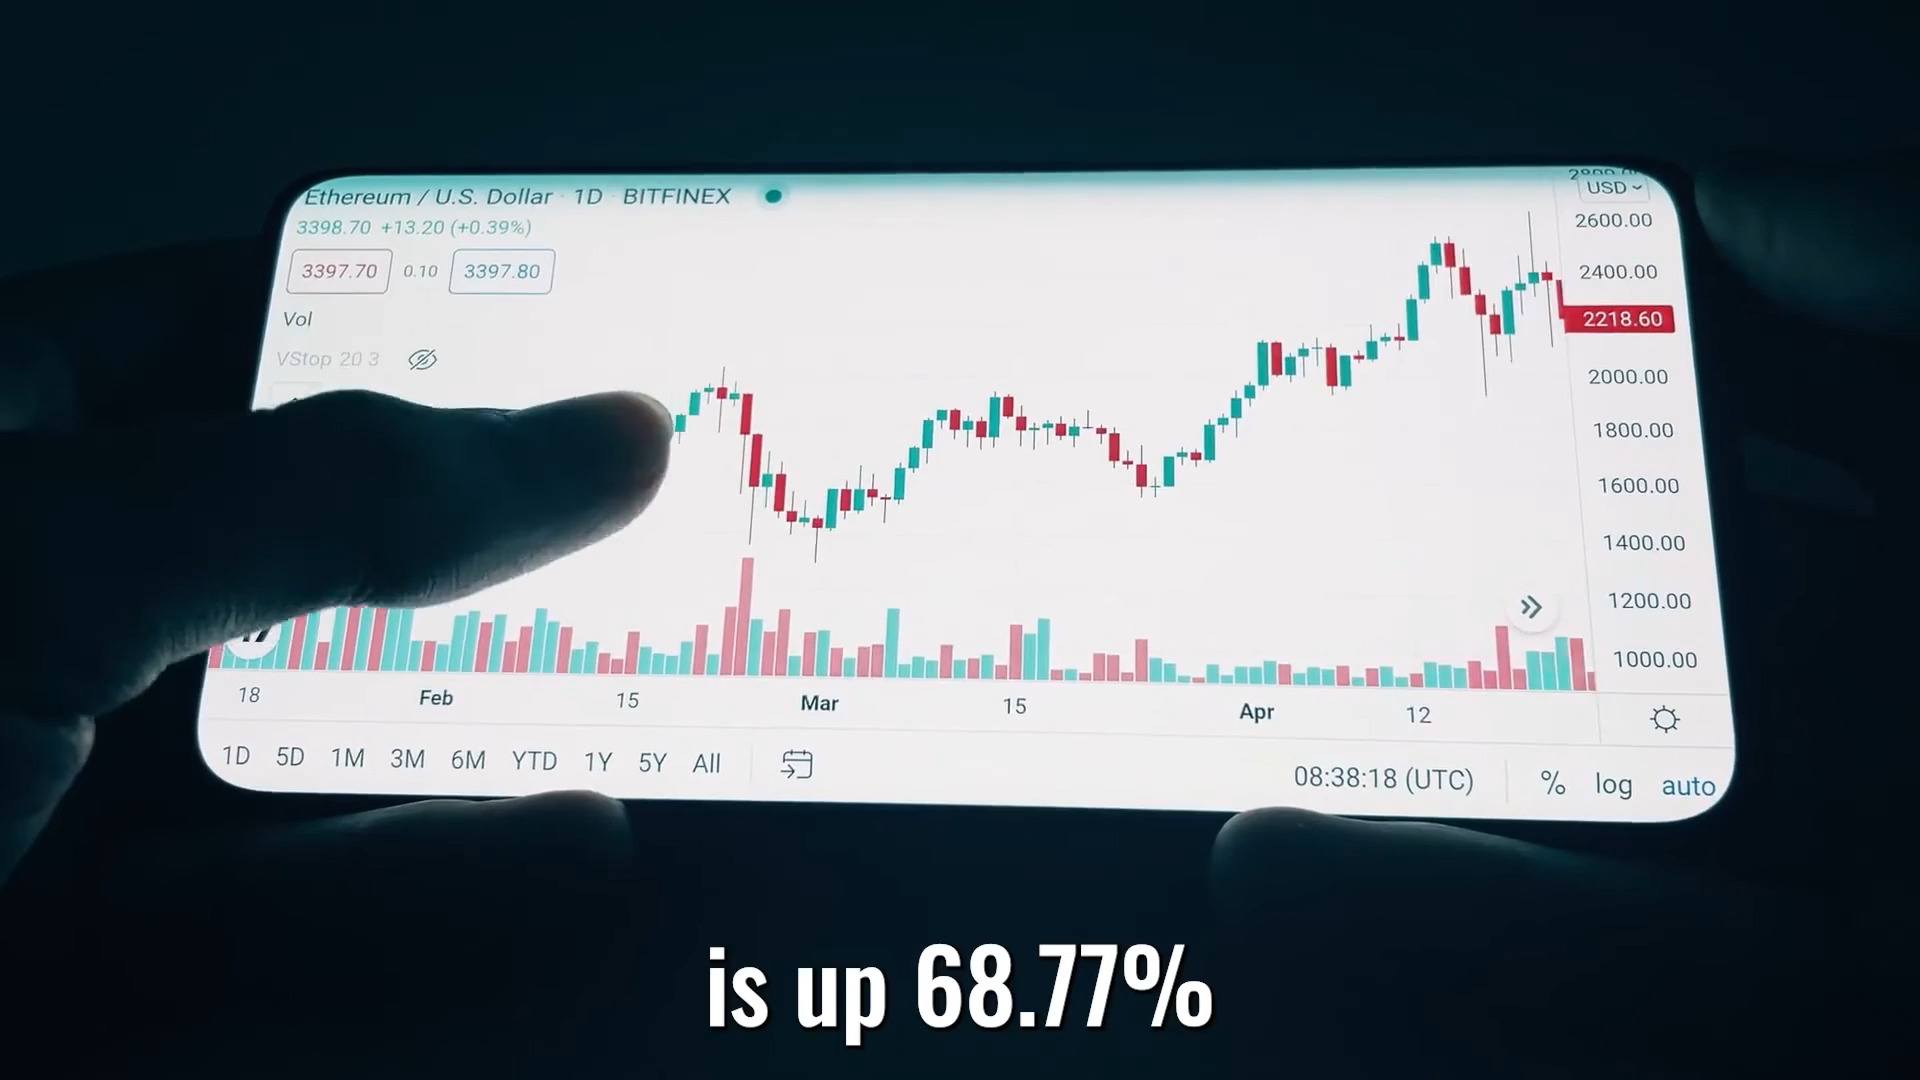 Ethereum / U.S. Dollar · 1D · BITFINEX
3398.70 +13.20 (+0.39%)
3397.70 0.10 3397.80
Vol
VStop 20 3
USD
2600.00
2400.00
2218.60
2000.00
1800.00
1600.00
1400.00
1200.00
1000.00
18 Feb 15 Mar 15 Apr 12
1D 5D 1M 3M 6M YTD 1Y 5Y All
08:38:18 (UTC) % log auto
is up 68.77%